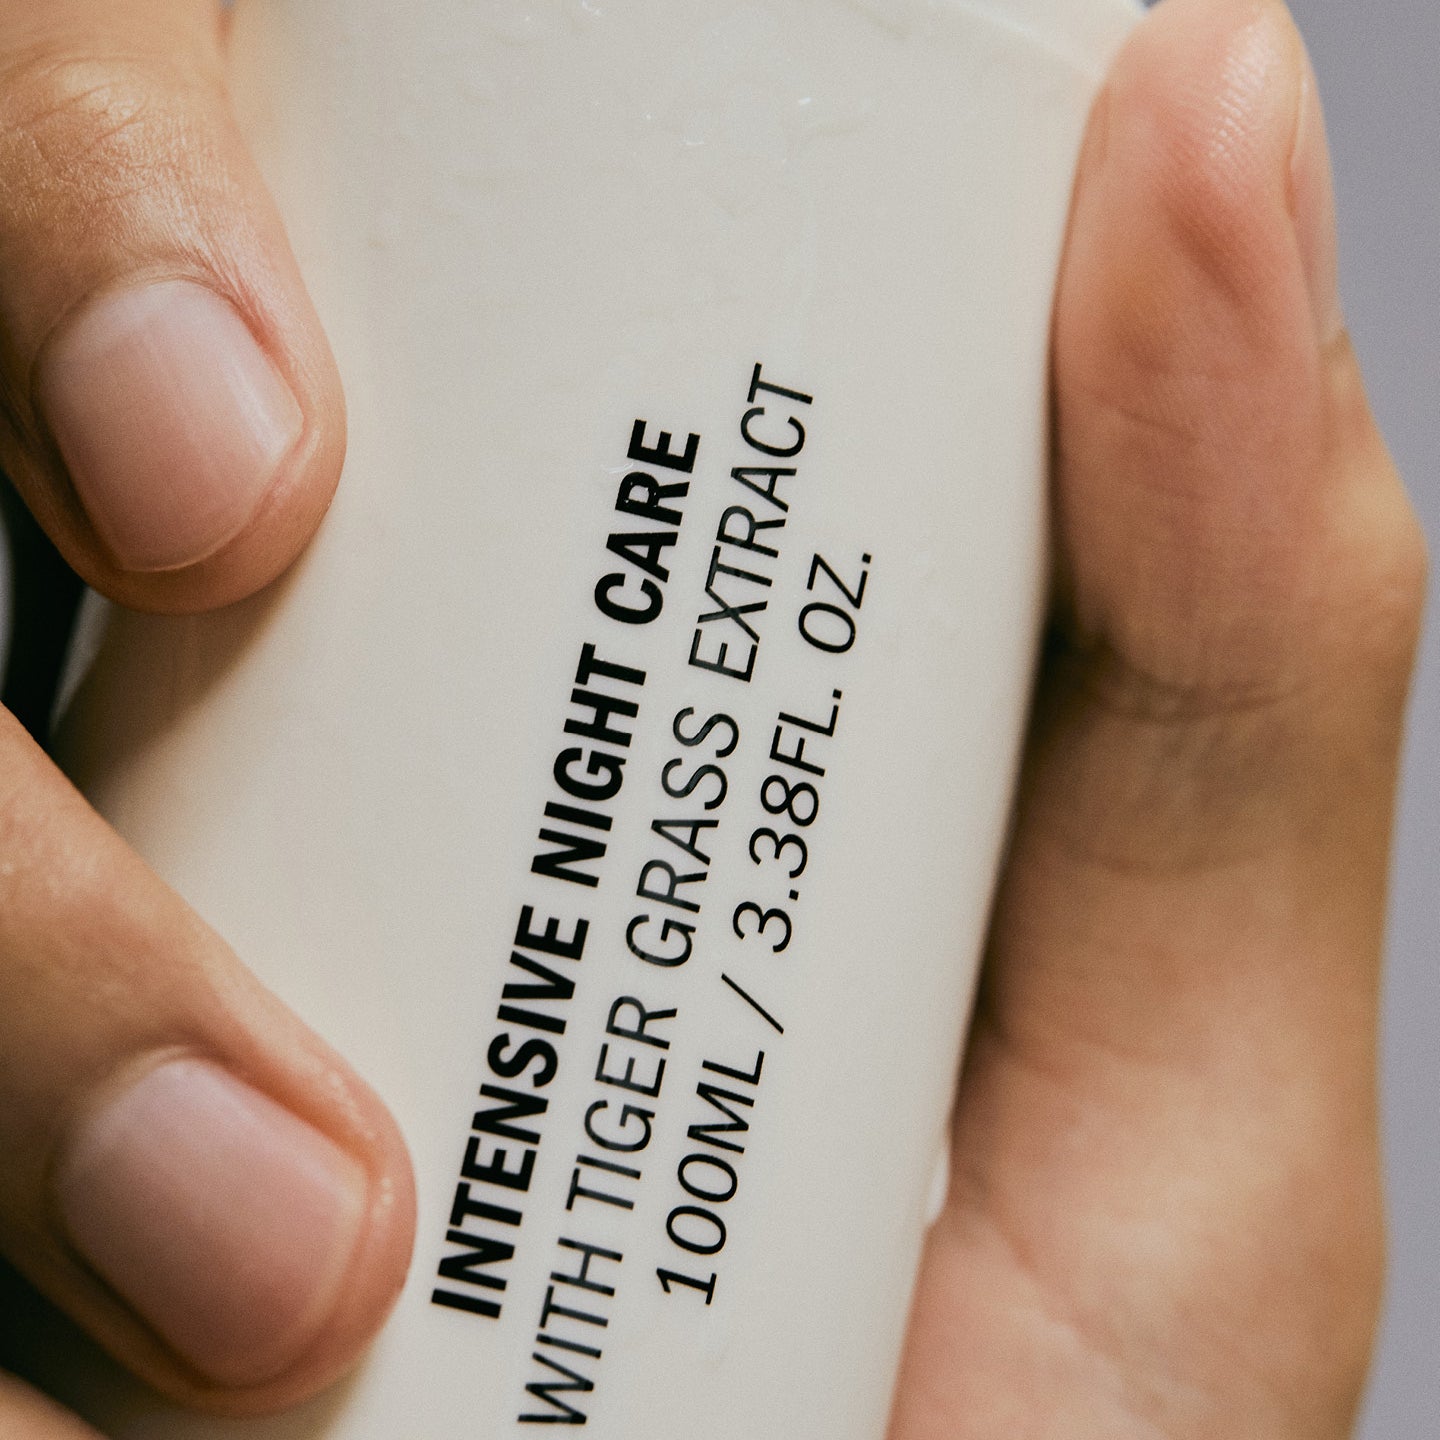 INTENSIVE NIGHT CARE
WITH TIGER GRASS EXTRACT
100ML / 3.38FL. OZ.